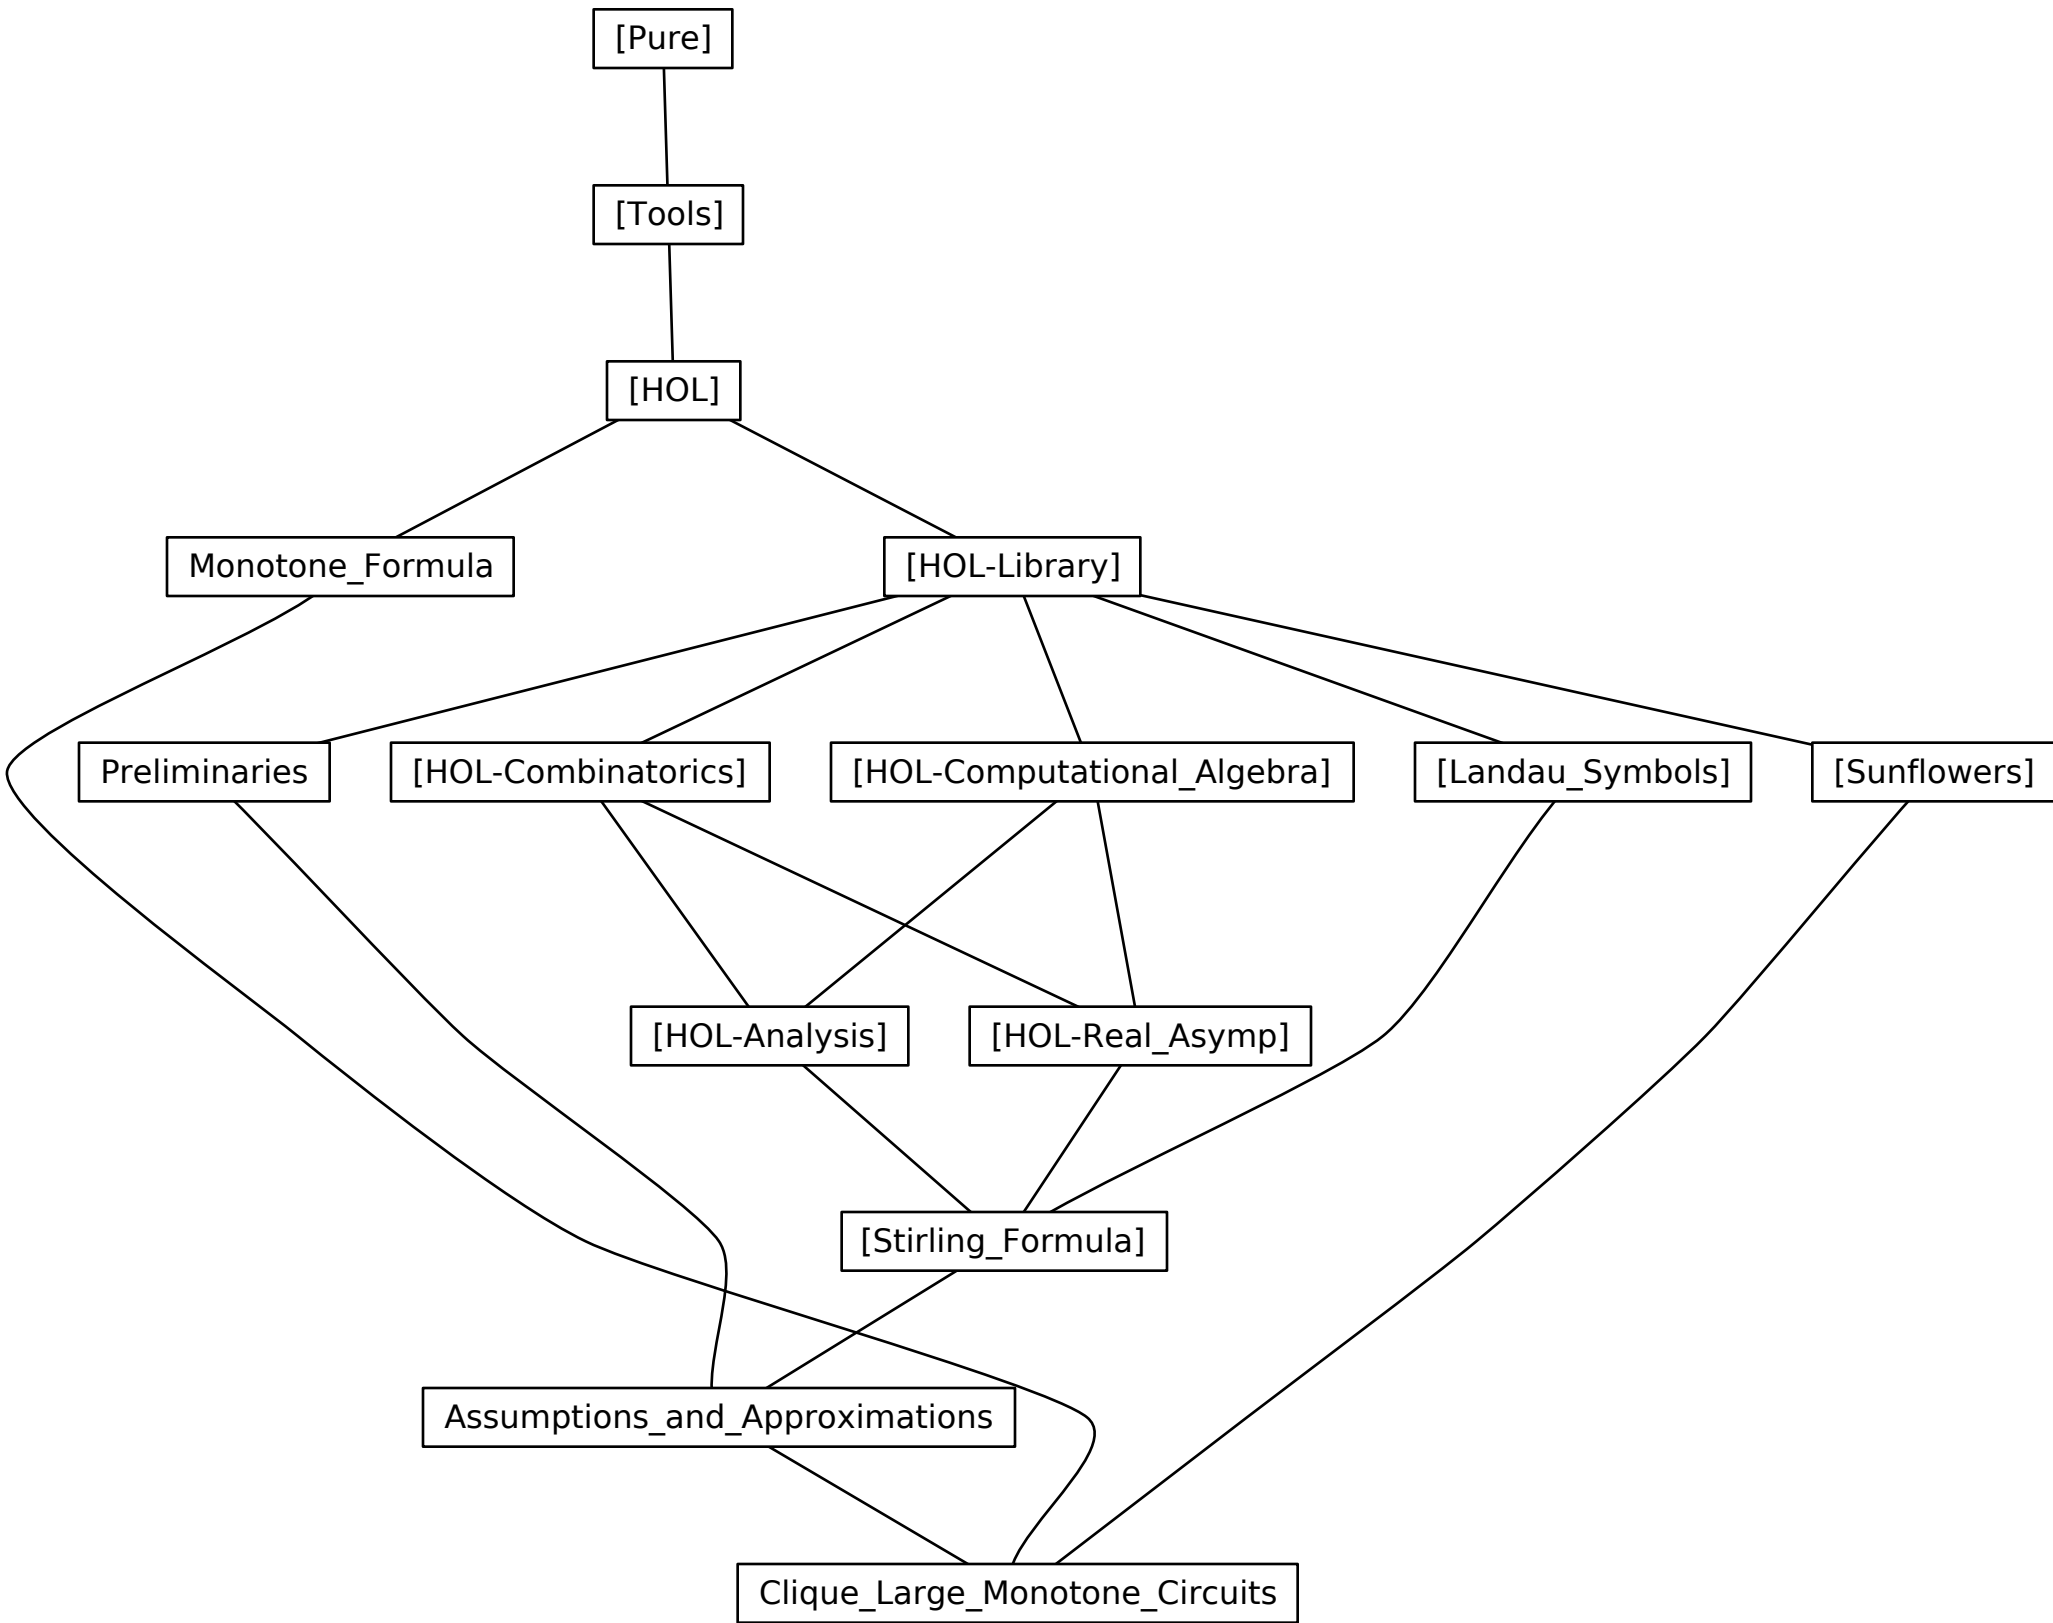 [Pure]
[Tools]
[HOL]
Monotone_Formula
[HOL-Library]
Preliminaries
[HOL-Combinatorics]
[HOL-Computational_Algebra]
[Landau_Symbols]
[Sunflowers]
[HOL-Analysis]
[HOL-Real_Asymp]
[Stirling_Formula]
Assumptions_and_Approximations
Clique_Large_Monotone_Circuits